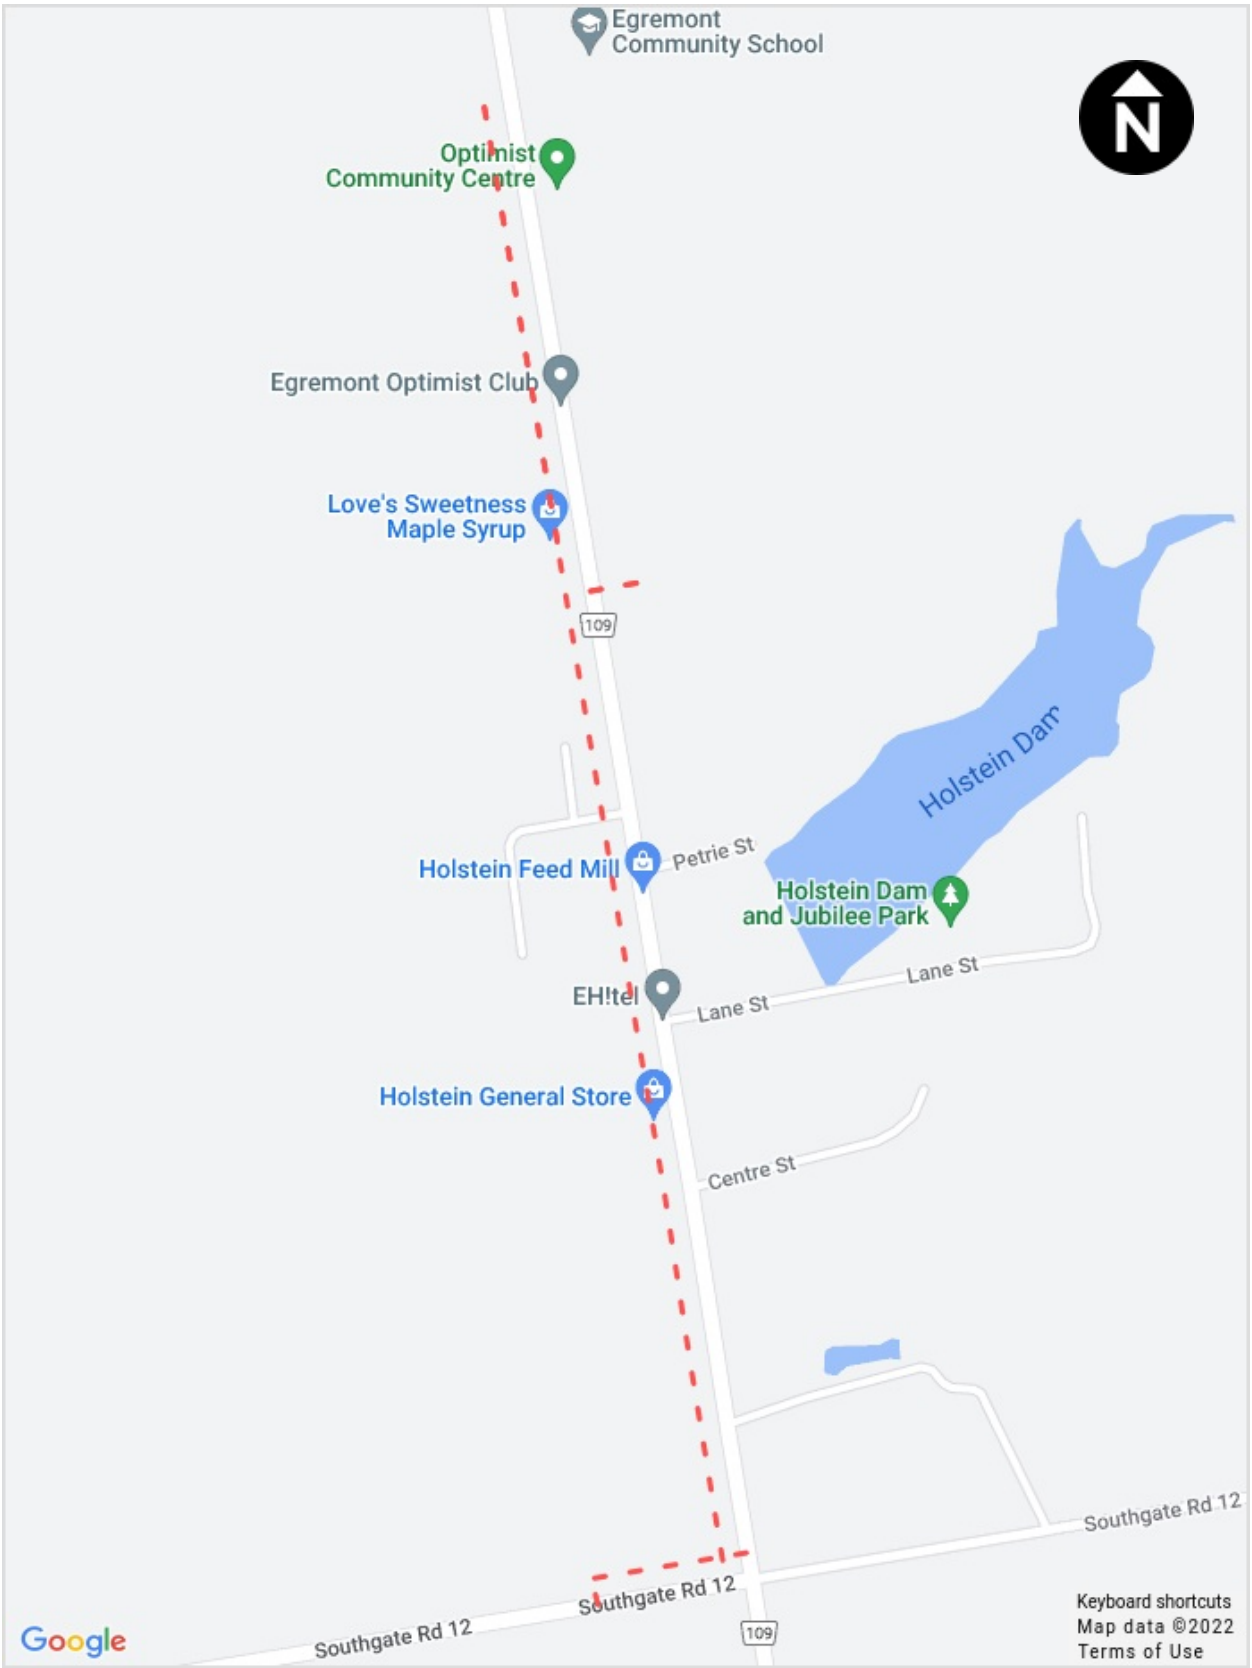 Egremont
Community School
N
Optimist
Community Centre
Egremont Optimist Club
Love's Sweetness
Maple Syrup
109
Holstein Dam
Petrie St
Holstein Feed Mill
Holstein Dam
and Jubilee Park
Lane St
EH!tel
Lane St
Holstein General Store
Centre St
Southgate Rd 12
Southgate Rd 12
Southgate Rd 12
109
Google
Keyboard shortcuts
Map data ©2022
Terms of Use